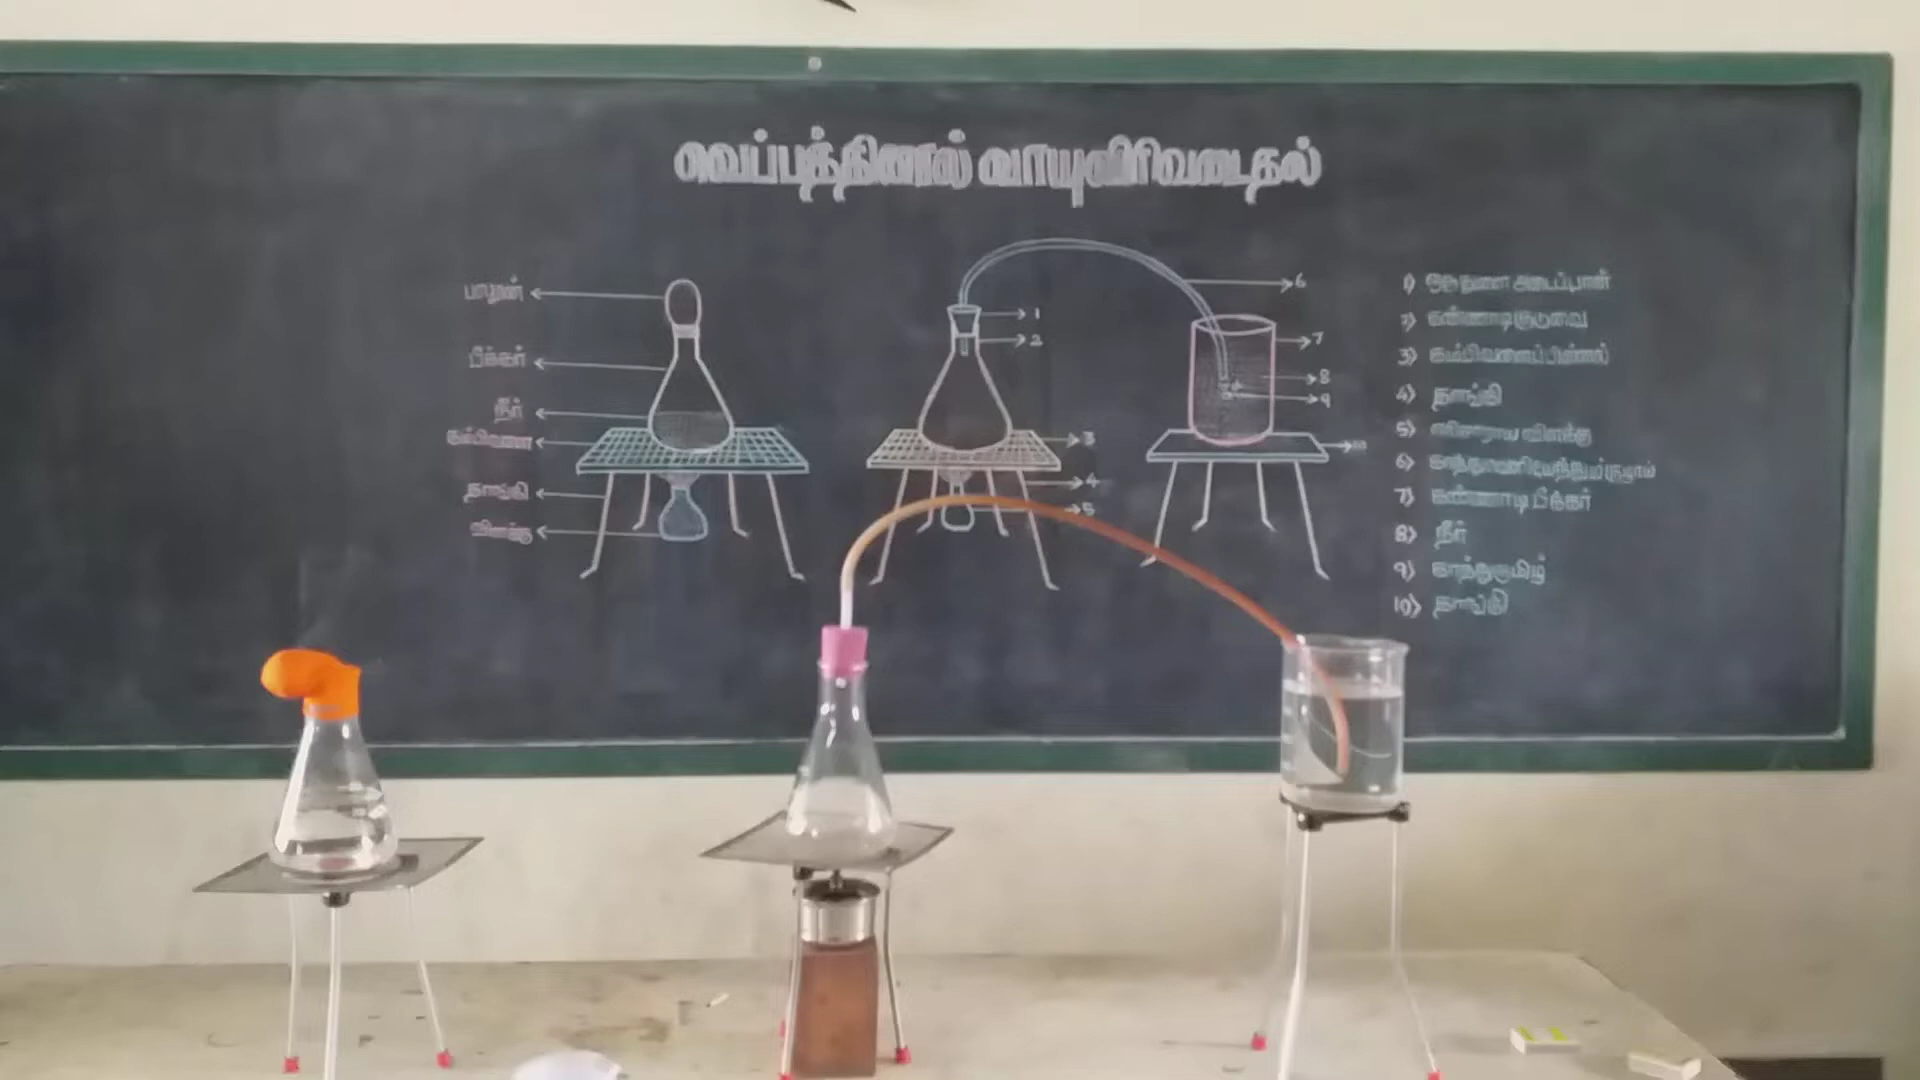 வெப்பத்தினால் வாயுவிரிவடைதல்
பலூன்
பீக்கர்
நீர்
கம்பிவலை
தாங்கி
விளக்கு
1
2
3
4
5
6
7
8
9
10
1) ஒருதுளை அடைப்பான்
2) கண்ணாடிகுடுவை
3) கம்பிவலைப்பின்னல்
4) தாங்கி
5) சாராய விளக்கு
6) குழாய்
7) கண்ணாடி பீக்கர்
8) நீர்
9) காற்றுகுமிழ்
10) தாங்கி